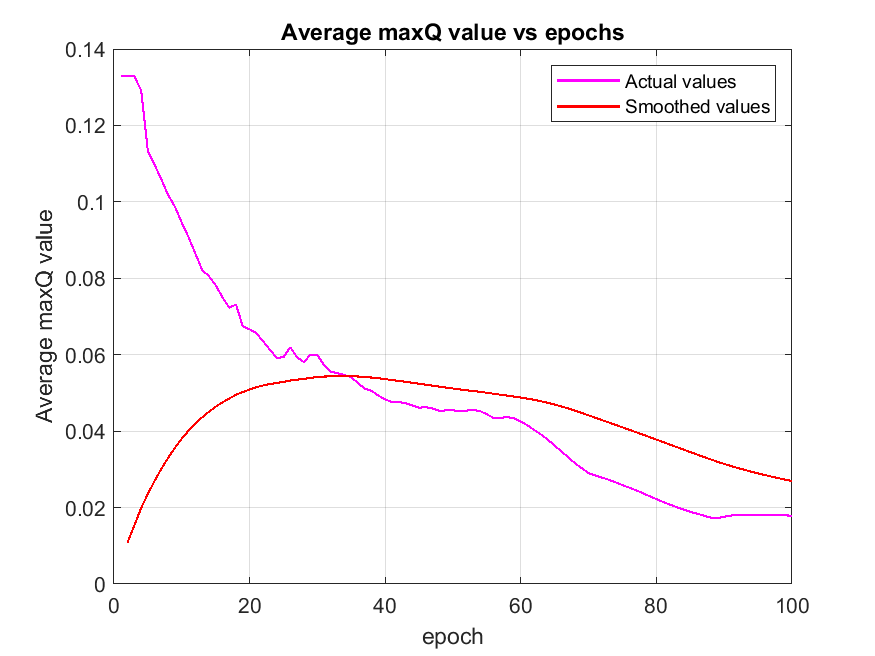 Average maxQ value vs epochs
0.14
0.12
0.1
0.08
0.06
0.04
0.02
0
Average maxQ value
Actual values
Smoothed values
0 20 40 60 80 100
epoch